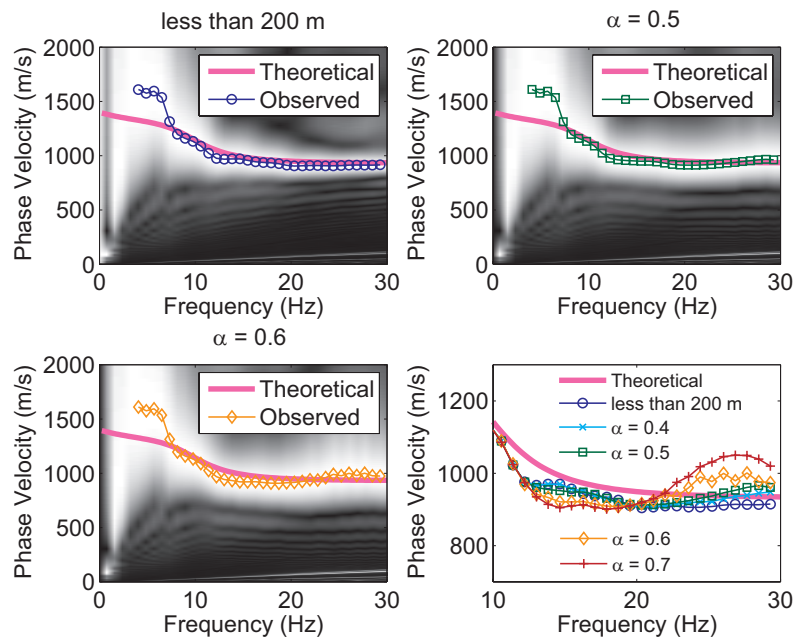 less than 200 m
2000
1500
1000
500
0
Phase Velocity (m/s)
Theoretical
Observed
0 10 20 30
Frequency (Hz)
α = 0.5
2000
1500
1000
500
0
Phase Velocity (m/s)
Theoretical
Observed
0 10 20 30
Frequency (Hz)
α = 0.6
2000
1500
1000
500
0
Phase Velocity (m/s)
Theoretical
Observed
0 10 20 30
Frequency (Hz)
1200
1000
800
Phase Velocity (m/s)
Theoretical
less than 200 m
α = 0.4
α = 0.5
α = 0.6
α = 0.7
10 20 30
Frequency (Hz)